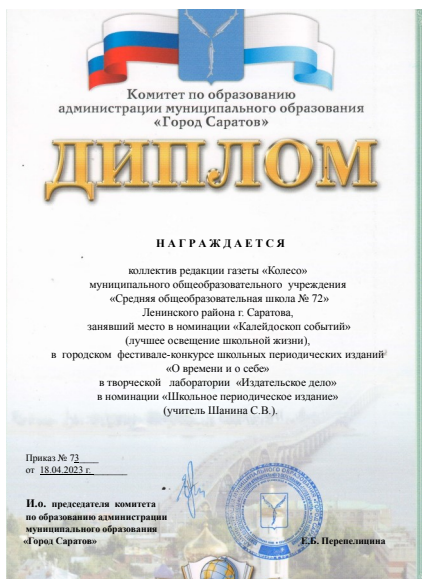 Комитет по образованию
администрации муниципального образования
«Город Саратов»
ДИПЛОМ
НАГРАЖДАЕТСЯ
коллектив редакции газеты «Колесо»
муниципального общеобразовательного учреждения
«Средняя общеобразовательная школа № 72»
Ленинского района г. Саратова,
занявший место в номинации «Калейдоскоп событий»
(лучшее освещение школьной жизни),
в городском фестивале-конкурсе школьных периодических изданий
«О времени и о себе»
в творческой лаборатории «Издательское дело»
в номинации «Школьное периодическое издание»
(учитель Шанина С.В.).
Приказ № 73
от 18.04.2023 г.
И.о. председателя комитета
по образованию администрации
муниципального образования
«Город Саратов» Е.Б. Перепелицина